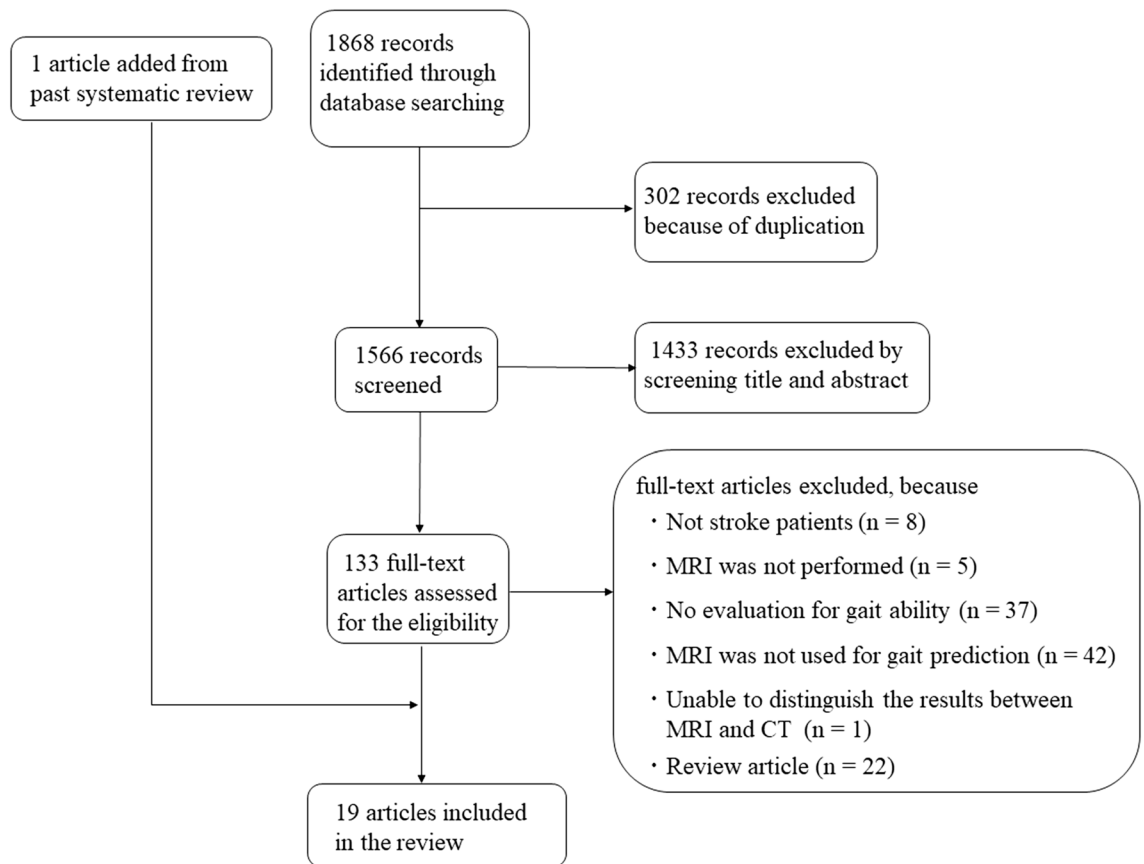 1 article added from
past systematic review
1868 records
identified through
database searching
302 records excluded
because of duplication
1566 records
screened
1433 records excluded by
screening title and abstract
133 full-text
articles assessed
for the eligibility
full-text articles excluded, because
・Not stroke patients (n = 8)
・MRI was not performed (n = 5)
・No evaluation for gait ability (n = 37)
・MRI was not used for gait prediction (n = 42)
・Unable to distinguish the results between
MRI and CT (n = 1)
・Review article (n = 22)
19 articles included
in the review